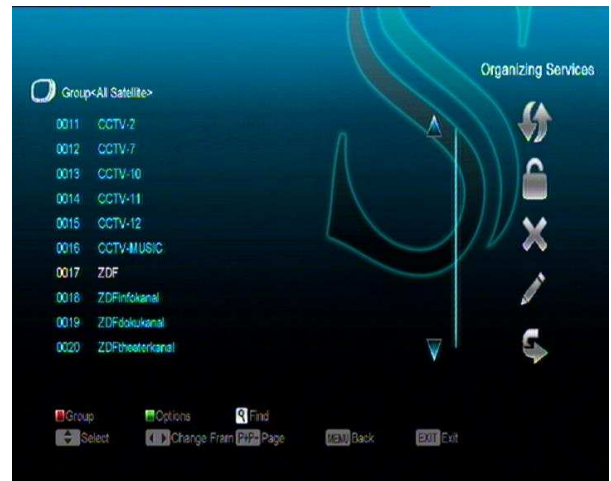 Organizing Services
Group<All Satellite>
0011 CCTV-2
0012 CCTV-7
0013 CCTV-10
0014 CCTV-11
0015 CCTV-12
0016 CCTV-MUSIC
0017 ZDF
0018 ZDFinfokanal
0019 ZDFdokukanal
0020 ZDFtheaterkanal
Group Options Find
Select Change Fram P-/P+ Page MENU Back EXIT Exit